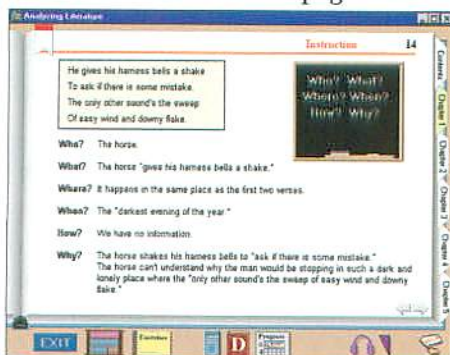 page
Analyzing Literature
Instruction 14
He gives his harness bells a shake
To ask if there is some mistake.
The only other sound's the sweep
Of easy wind and downy flake.
Who? What?
Where? When?
How? Why?
Who? The horse.
What? The horse "gives his harness bells a shake."
Where? It happens in the same place as the first two verses.
When? The "darkest evening of the year."
How? We have no information.
Why? The horse shakes his harness bells to "ask if there is some mistake."
The horse can't understand why the man would be stopping in such a dark and
lonely place where the "only other sound's the sweep of easy wind and downy
flake."
Contents
Chapter 1
Chapter 2
Chapter 3
Chapter 4
Chapter 5
EXIT
Exercises
D
Progress